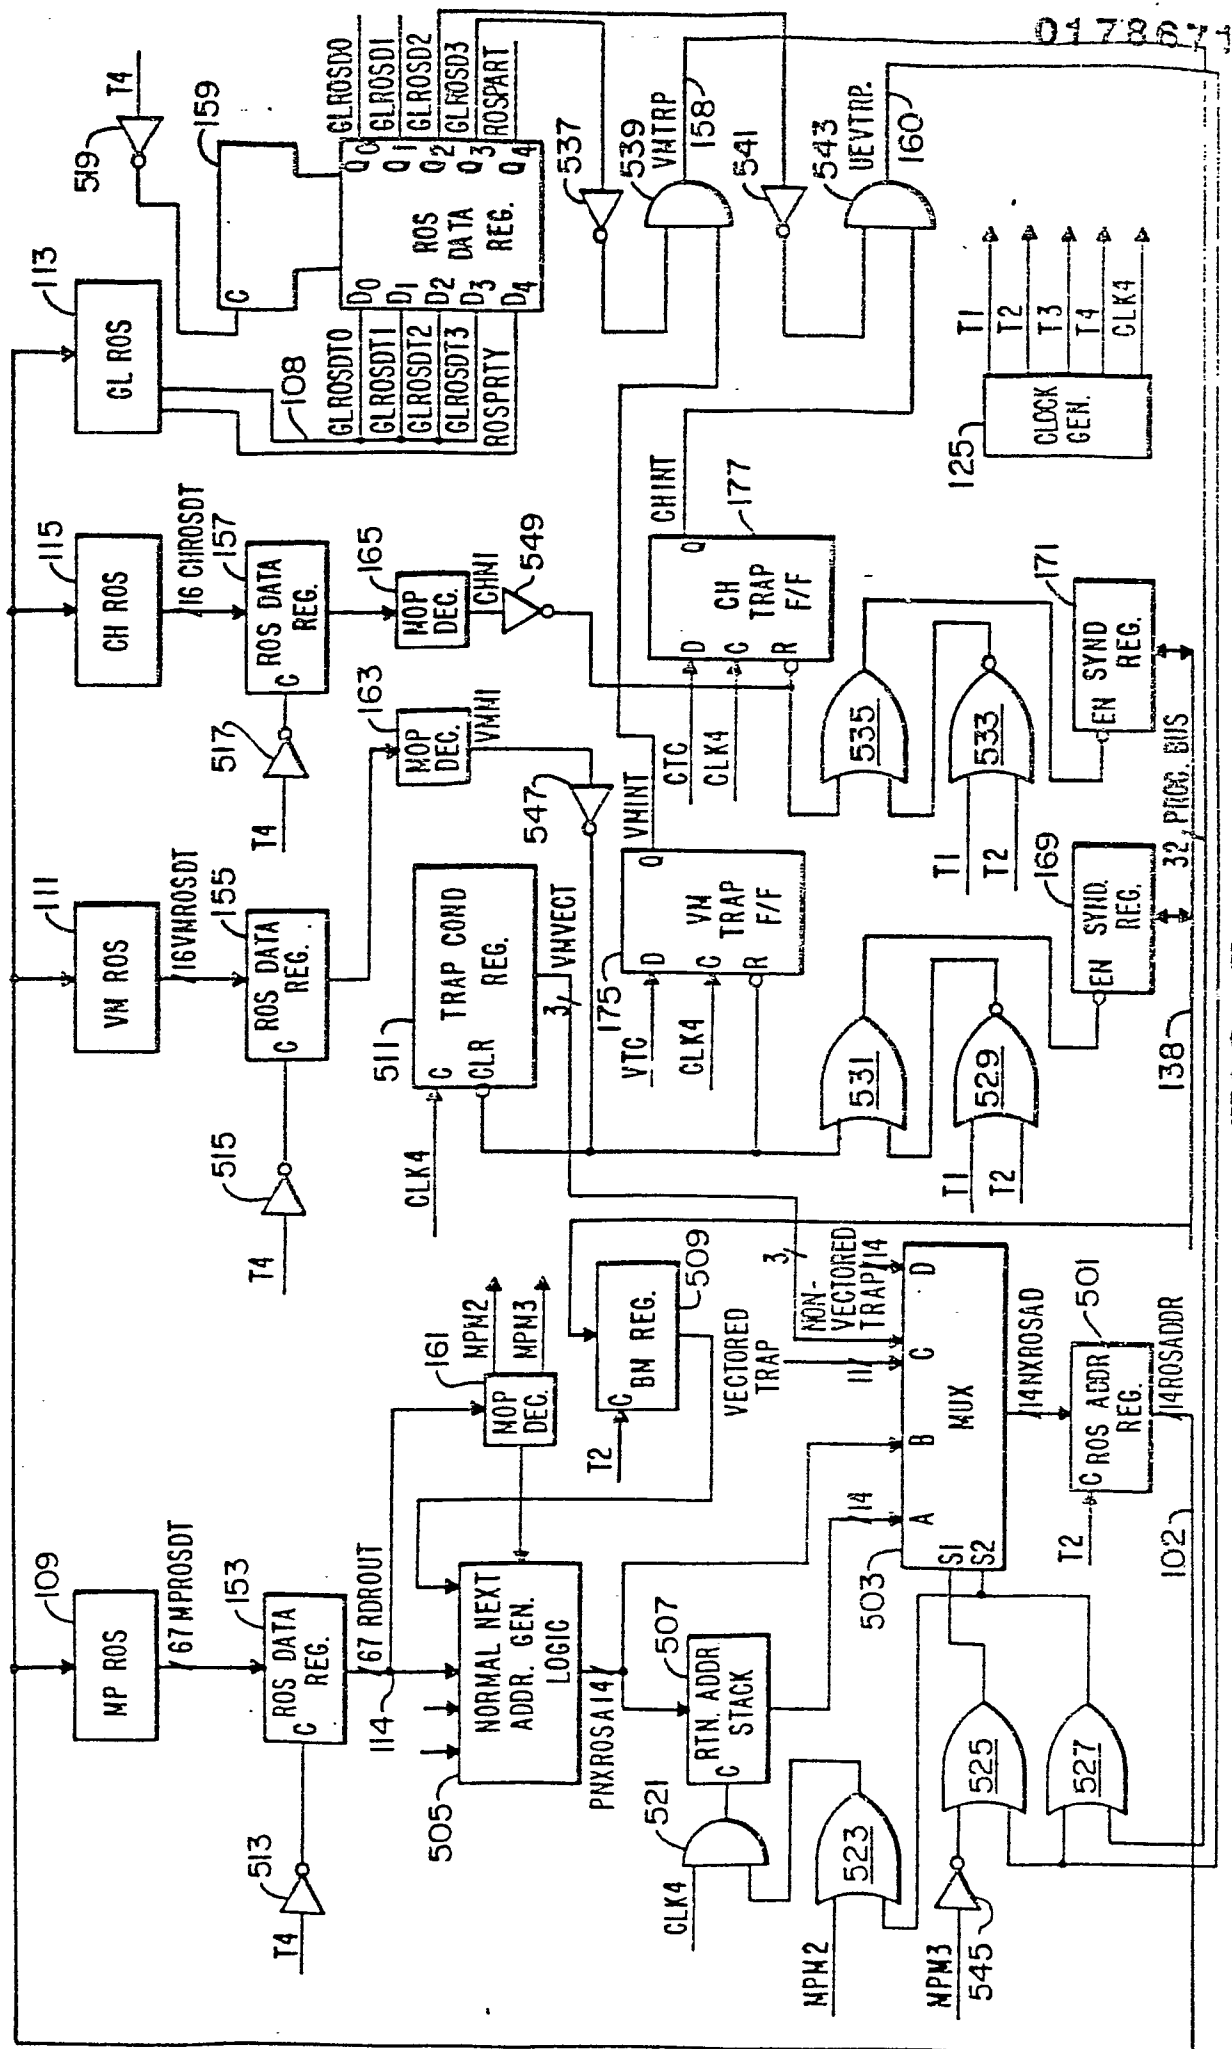 0178671
109
MP ROS
67 MPROSDT
153
C ROS DATA
REG.
513
T4
114
67 RDROUT
505
NORMAL NEXT
ADDR. GEN.
LOGIC
PNXROSA14
161
MOP
DEC.
MPM2
MPM3
T2
C
BM REG.
509
507
RTN. ADDR
C STACK
521
CLK4
MPM2
523
MPM3
545
525
527
VECTORED
TRAP
11
NON-
VECTORED
TRAP 14
3
14
503
A
B
C
D
S1
S2
MUX
14NXROSAD
T2
C ROS ADDR
REG.
501
14ROSADDR
102
111
VM ROS
16VMROSDT
155
C ROS DATA
REG.
515
T4
163
MOP
DEC.
VMN1
547
511
C TRAP COND
CLR REG.
CLK4
3
VMVECT
VMINT
175
VTC
CLK4
D
C
R
Q
VM
TRAP
F/F
531
529
T1
T2
169
EN SYND.
REG.
138
32, PROC. BUS
115
CH ROS
16 CHROSDT
157
C ROS DATA
REG.
517
T4
165
MOP
DEC.
CHN1
549
CHINT
177
CTC
CLK4
D
C
R
Q
CH
TRAP
F/F
535
533
T1
T2
171
EN SYND
REG.
113
GL ROS
108
519
T4
159
C
GLROSDT0
GLROSDT1
GLROSDT2
GLROSDT3
ROSPRTY
D0
D1
D2
D3
D4
ROS
DATA
REG.
Q0
Q1
Q2
Q3
Q4
GLROSD0
GLROSD1
GLROSD2
GLROSD3
ROSPART
537
539
VMTRP
158
541
543
UEVTRP.
160
125
CLOCK
GEN.
T1
T2
T3
T4
CLK4